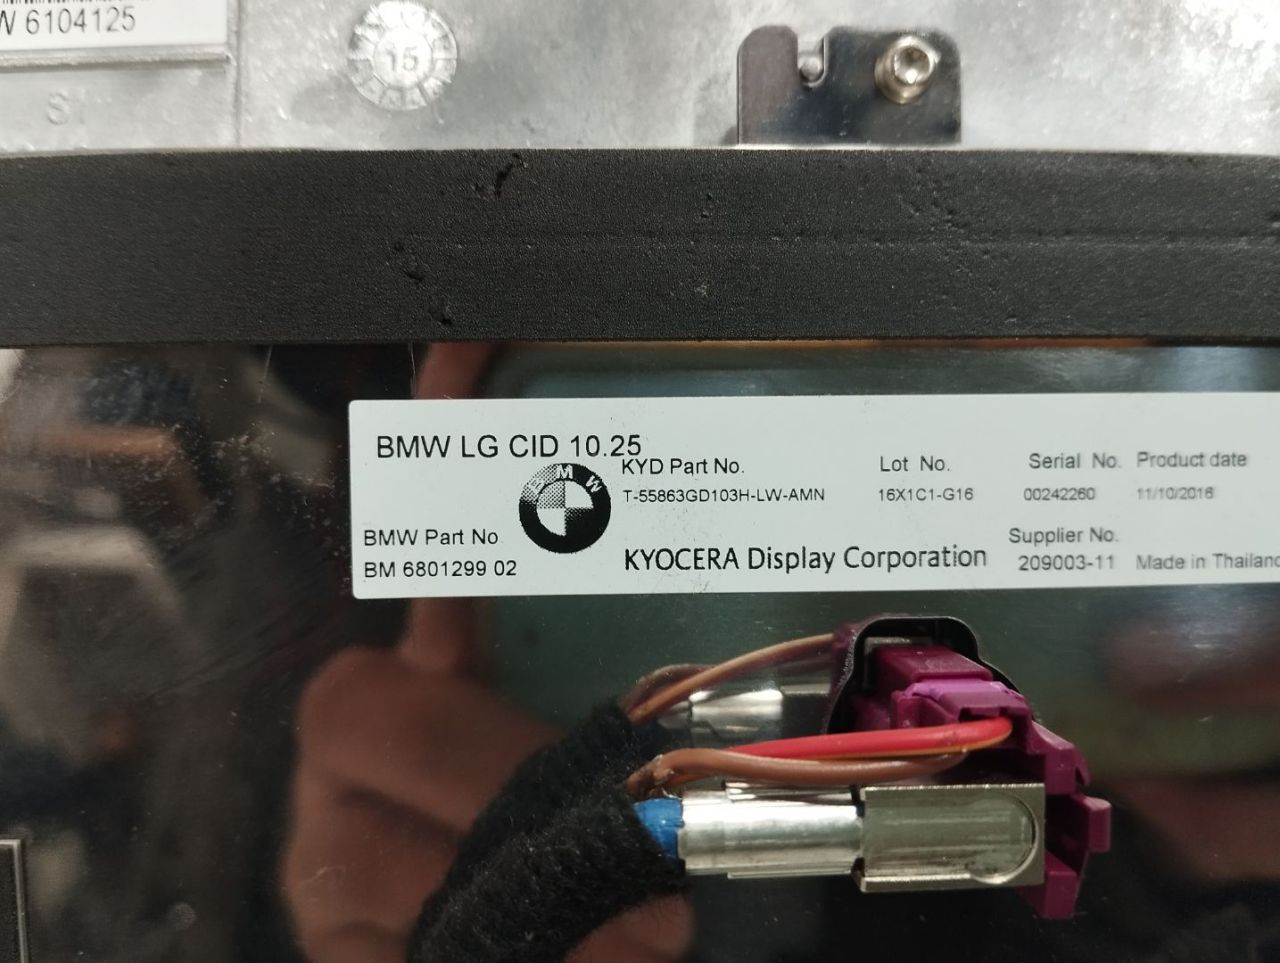 W 6104125
15
BMW LG CID 10.25
BMW
KYD Part No.
T-55863GD103H-LW-AMN
Lot No.
16X1C1-G16
Serial No.
00242260
Product date
11/10/2016
BMW Part No
BM 6801299 02
KYOCERA Display Corporation
Supplier No.
209003-11
Made in Thailand